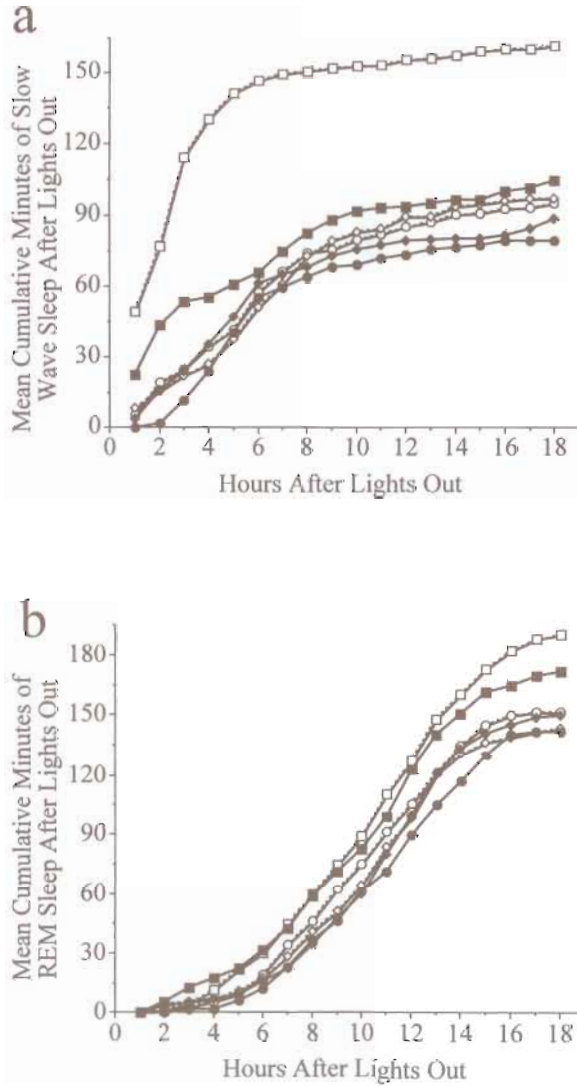 a
Mean Cumulative Minutes of Slow
Wave Sleep After Lights Out
150
120
90
60
30
0
0 2 4 6 8 10 12 14 16 18
Hours After Lights Out
b
Mean Cumulative Minutes of
REM Sleep After Lights Out
180
150
120
90
60
30
0
0 2 4 6 8 10 12 14 16 18
Hours After Lights Out